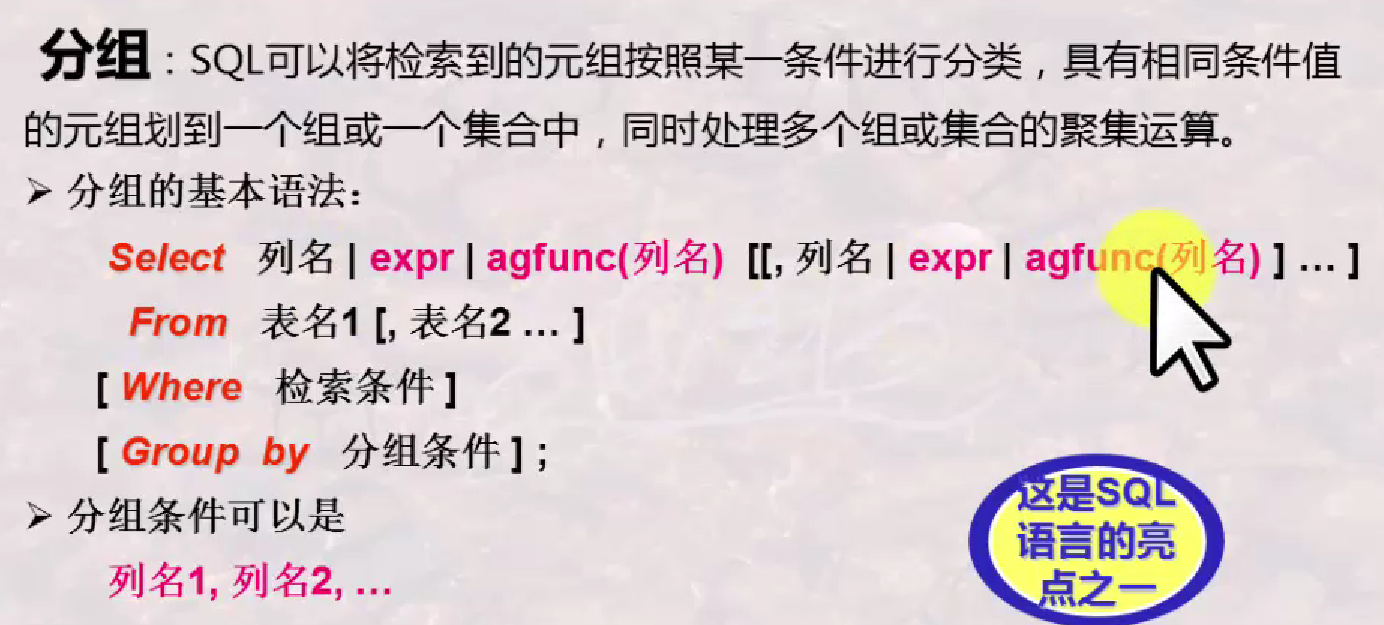 分组：SQL可以将检索到的元组按照某一条件进行分类，具有相同条件值
的元组划到一个组或一个集合中，同时处理多个组或集合的聚集运算。
➢ 分组的基本语法：
Select 列名 | expr | agfunc(列名) [[, 列名 | expr | agfunc(列名) ] … ]
From 表名1 [, 表名2 … ]
[ Where 检索条件 ]
[ Group by 分组条件 ] ;
➢ 分组条件可以是
列名1, 列名2, …
这是SQL
语言的亮
点之一